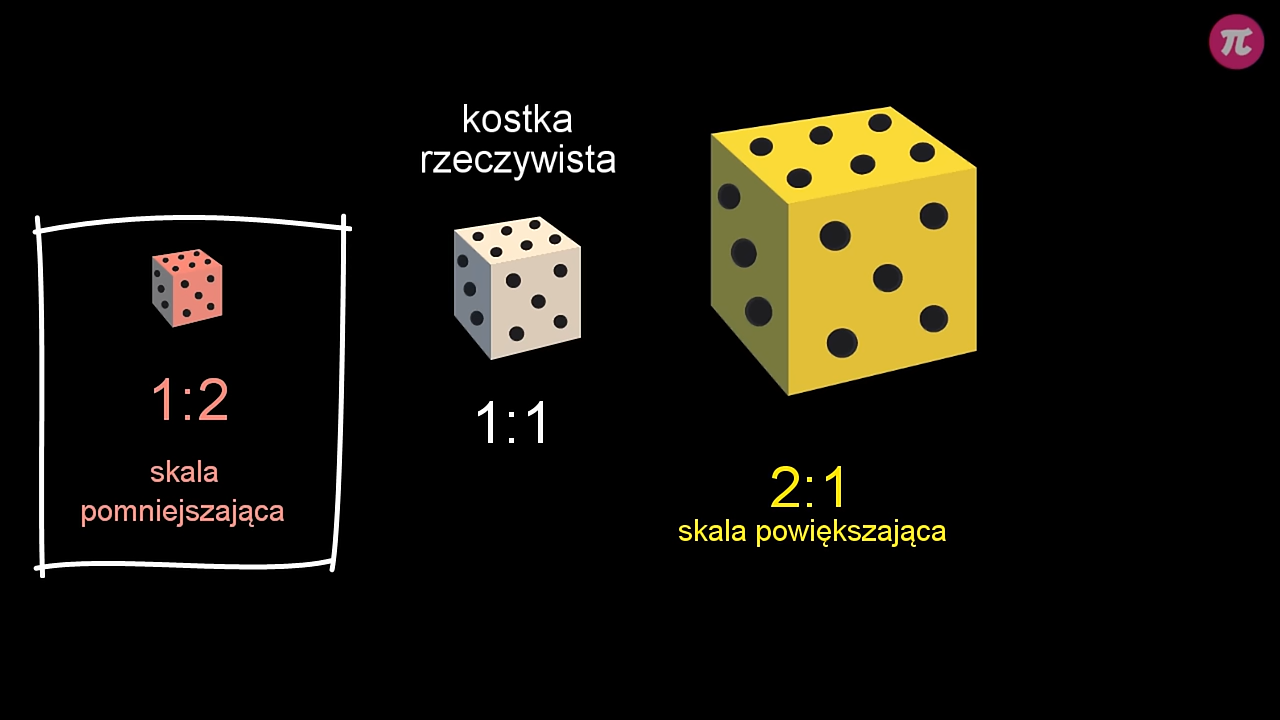 π
kostka
rzeczywista
1:2
skala
pomniejszająca
1:1
2:1
skala powiększająca